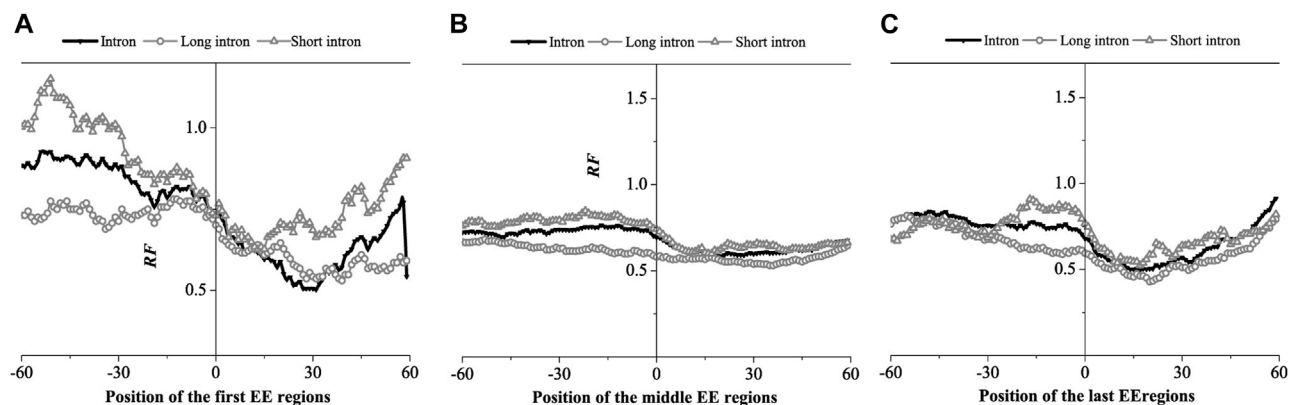 A
Intron Long intron Short intron
1.0
RF
0.5
-60 -30 0 30 60
Position of the first EE regions
B
Intron Long intron Short intron
1.5
RF
1.0
0.5
-60 -30 0 30 60
Position of the middle EE regions
C
Intron Long intron Short intron
1.5
1.0
0.5
-60 -30 0 30 60
Position of the last EEregions